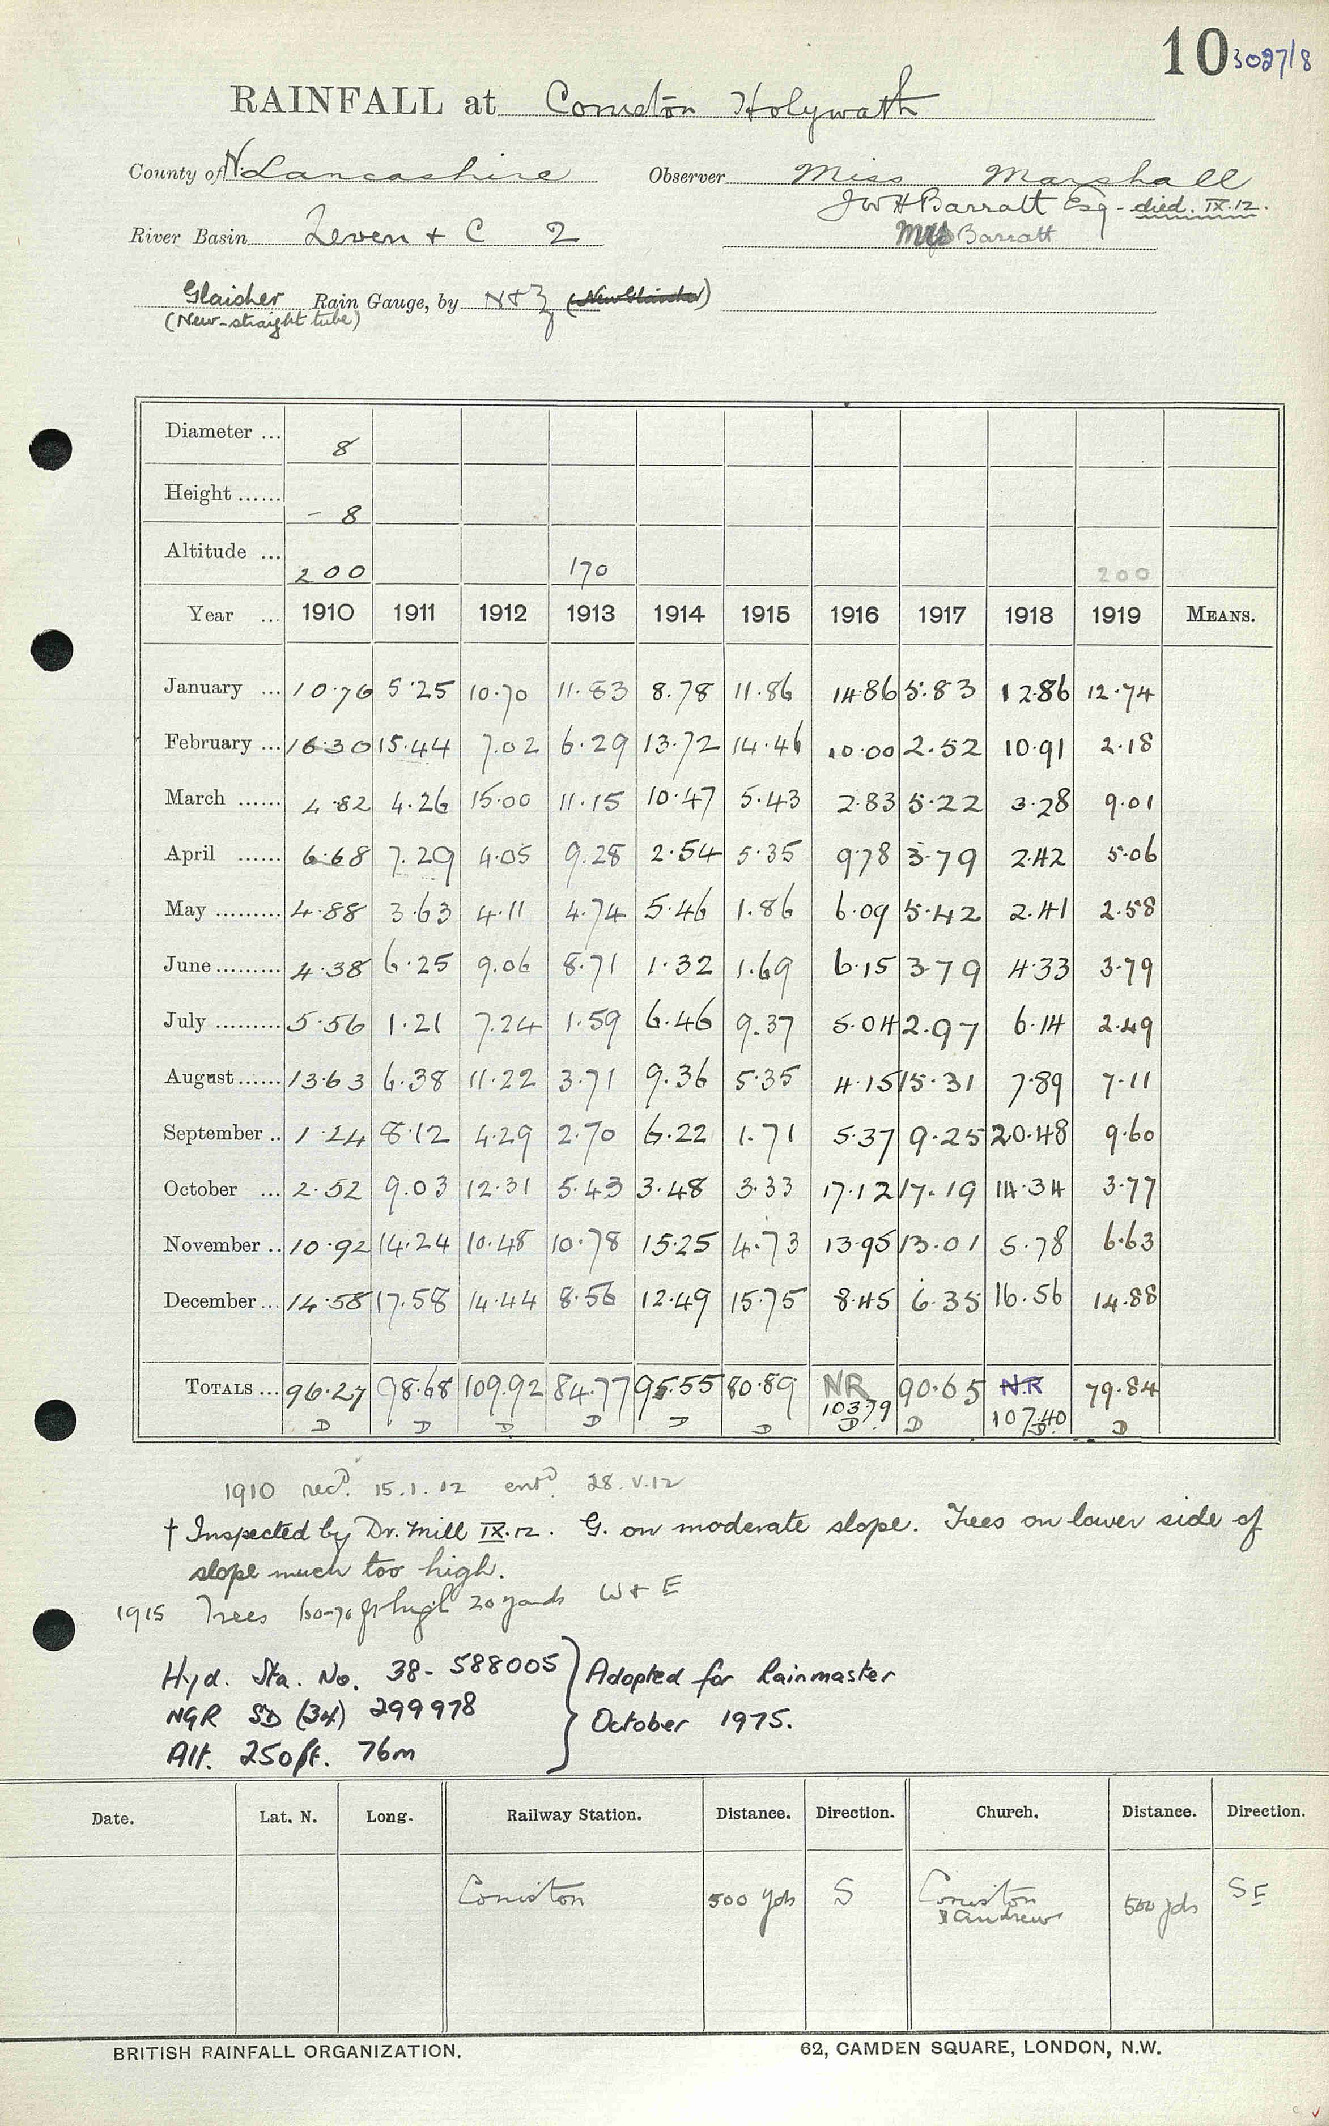 10 3027/8
RAINFALL at Coniston Holywath
County of N. Lancashire Observer Miss Marshall
JWH Barratt Esq - died. IX.12.
River Basin Leven + C 2 Mrs Barratt
Glaisher Rain Gauge, by N+Z (New Glaisher)
(New-straight tube)
Diameter ... 8
Height ...... - 8
Altitude ... 200 170 200
Year ... 1910 1911 1912 1913 1914 1915 1916 1917 1918 1919 MEANS.
January ... 10.76 5.25 10.70 11.83 8.78 11.86 14.86 5.83 12.86 12.74
February ... 16.30 15.44 7.02 6.29 13.72 14.46 10.00 2.52 10.91 2.18
March ...... 4.82 4.26 15.00 11.15 10.47 5.43 2.83 5.22 3.28 9.01
April ...... 6.68 7.29 4.05 9.28 2.54 5.35 9.78 3.79 2.42 5.06
May ......... 4.88 3.63 4.11 4.74 5.46 1.86 6.09 5.42 2.41 2.58
June ......... 4.38 6.25 9.06 8.71 1.32 1.69 6.15 3.79 4.33 3.79
July ......... 5.56 1.21 7.24 1.59 6.46 9.37 5.04 2.97 6.14 2.49
August ...... 13.63 6.38 11.22 3.71 9.36 5.35 4.15 15.31 7.89 7.11
September .. 1.24 8.12 4.29 2.70 6.22 1.71 5.37 9.25 20.48 9.60
October ... 2.52 9.03 12.31 5.43 3.48 3.33 17.12 17.19 14.34 3.77
November .. 10.92 14.24 10.48 10.78 15.25 4.73 13.95 13.01 5.78 6.63
December ... 14.58 17.58 14.44 8.56 12.49 15.75 8.45 6.35 16.56 14.88
TOTALS ... 96.27 98.68 109.92 84.77 95.55 80.89 NR 90.65 N.R 79.84
103.79 107.40
D D D D D D D D D D
1910 recd. 15.1.12 entd. 28.V.12
† Inspected by Dr. Mill IX.12. G. on moderate slope. Trees on lower side of
slope much too high.
1915 Trees 60-70 ft high 20 yards W + E
Hyd. Sta. No. 38-588005 } Adopted for Rainmaster
NGR SD (34) 299978 October 1975.
Alt. 250ft. 76m
Date. Lat. N. Long. Railway Station. Distance. Direction. Church. Distance. Direction.
Coniston 500 yds S Coniston 500 yds SE
S Andrew
BRITISH RAINFALL ORGANIZATION. 62, CAMDEN SQUARE, LONDON, N.W.